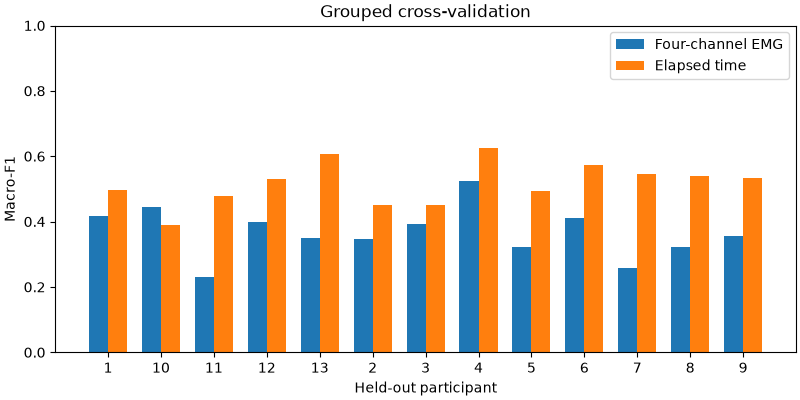 Grouped cross-validation
Four-channel EMG
Elapsed time
Macro-F1
1.0
0.8
0.6
0.4
0.2
0.0
1 10 11 12 13 2 3 4 5 6 7 8 9
Held-out participant